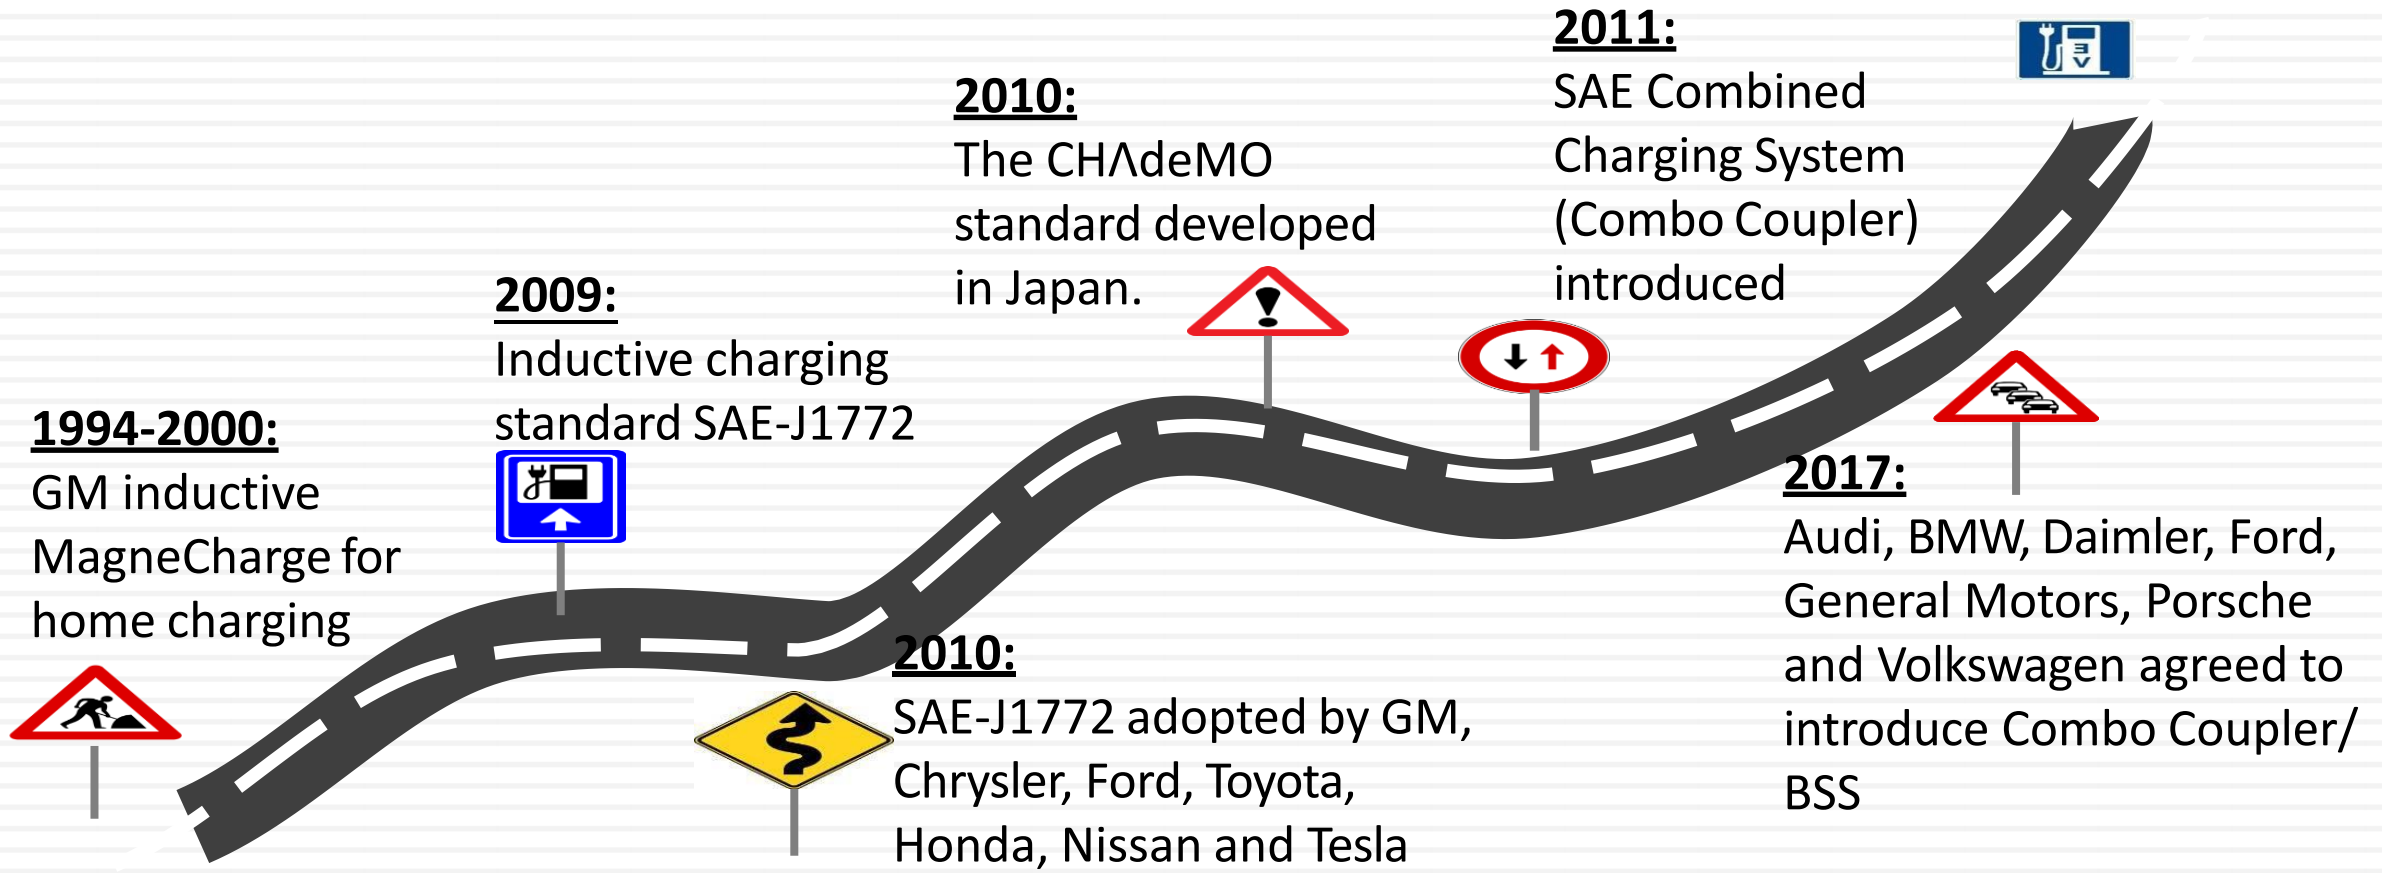 1994-2000:
GM inductive
MagneCharge for
home charging
2009:
Inductive charging
standard SAE-J1772
2010:
SAE-J1772 adopted by GM,
Chrysler, Ford, Toyota,
Honda, Nissan and Tesla
2010:
The CHΛdeMO
standard developed
in Japan.
2011:
SAE Combined
Charging System
(Combo Coupler)
introduced
2017:
Audi, BMW, Daimler, Ford,
General Motors, Porsche
and Volkswagen agreed to
introduce Combo Coupler/
BSS
EV